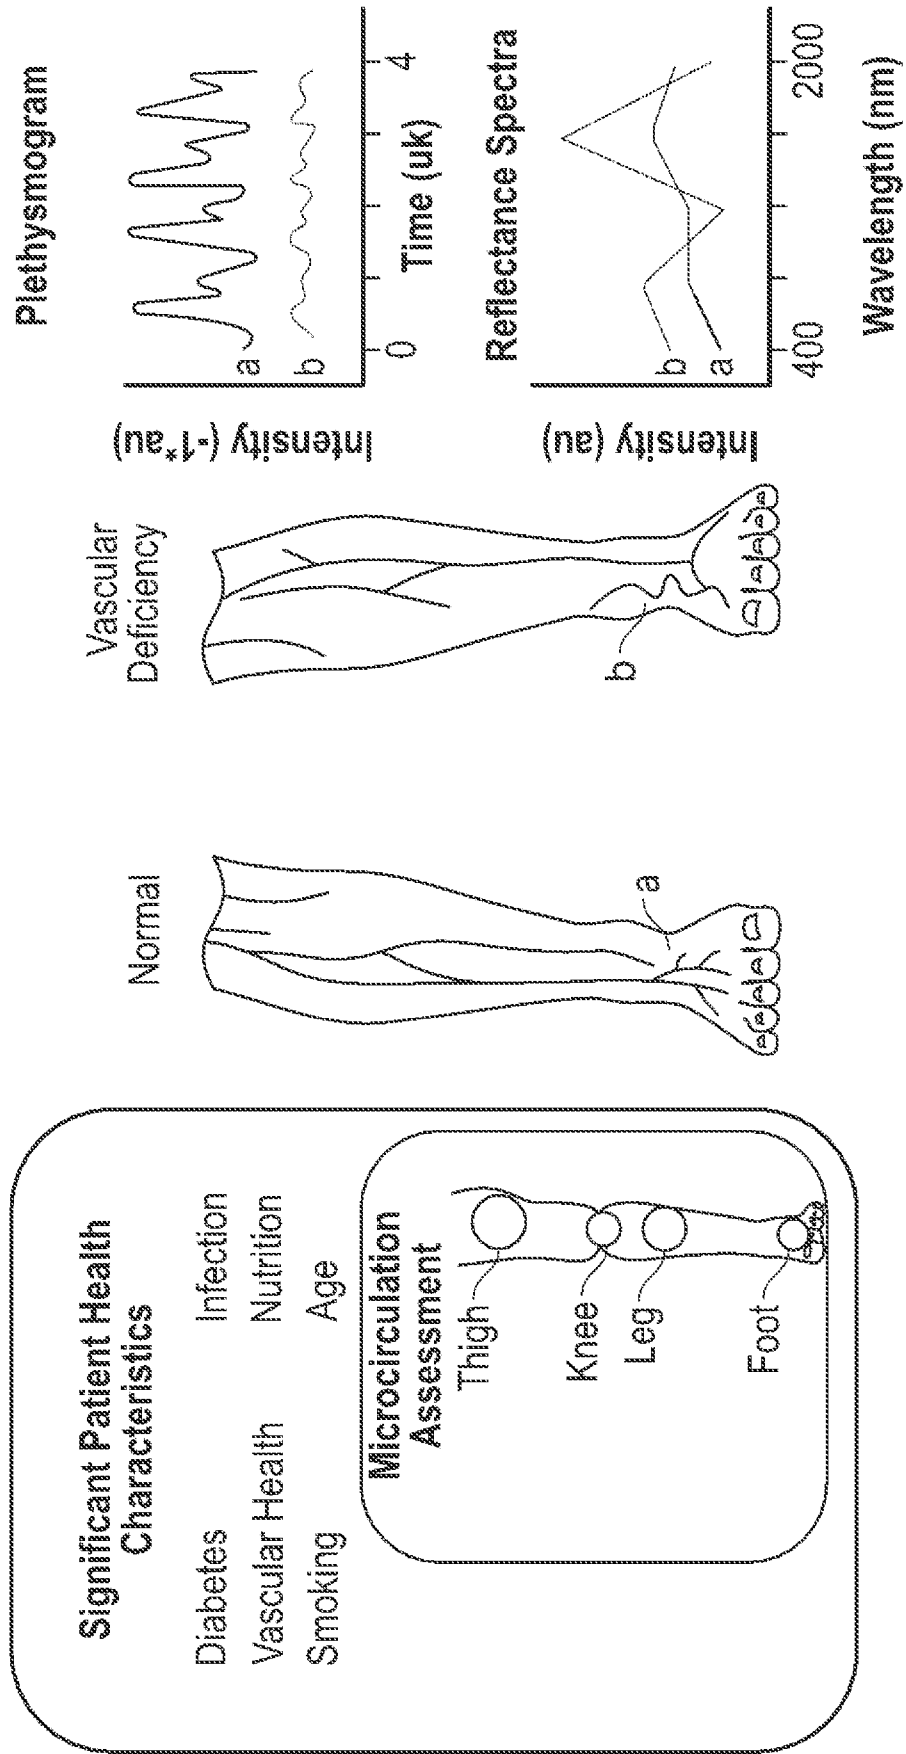 Significant Patient Health
Characteristics
Diabetes Infection
Vascular Health Nutrition
Smoking Age
Microcirculation
Assessment
Thigh
Knee
Leg
Foot
Normal
a
Vascular
Deficiency
b
Plethysmogram
Intensity (-1*au)
a
b
0 4
Time (uk)
Reflectance Spectra
Intensity (au)
b
a
400 2000
Wavelength (nm)